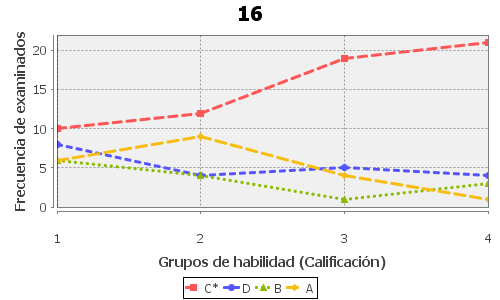 16
Frecuencia de examinados
20
15
10
5
0
1 2 3 4
Grupos de habilidad (Calificación)
C* D B A